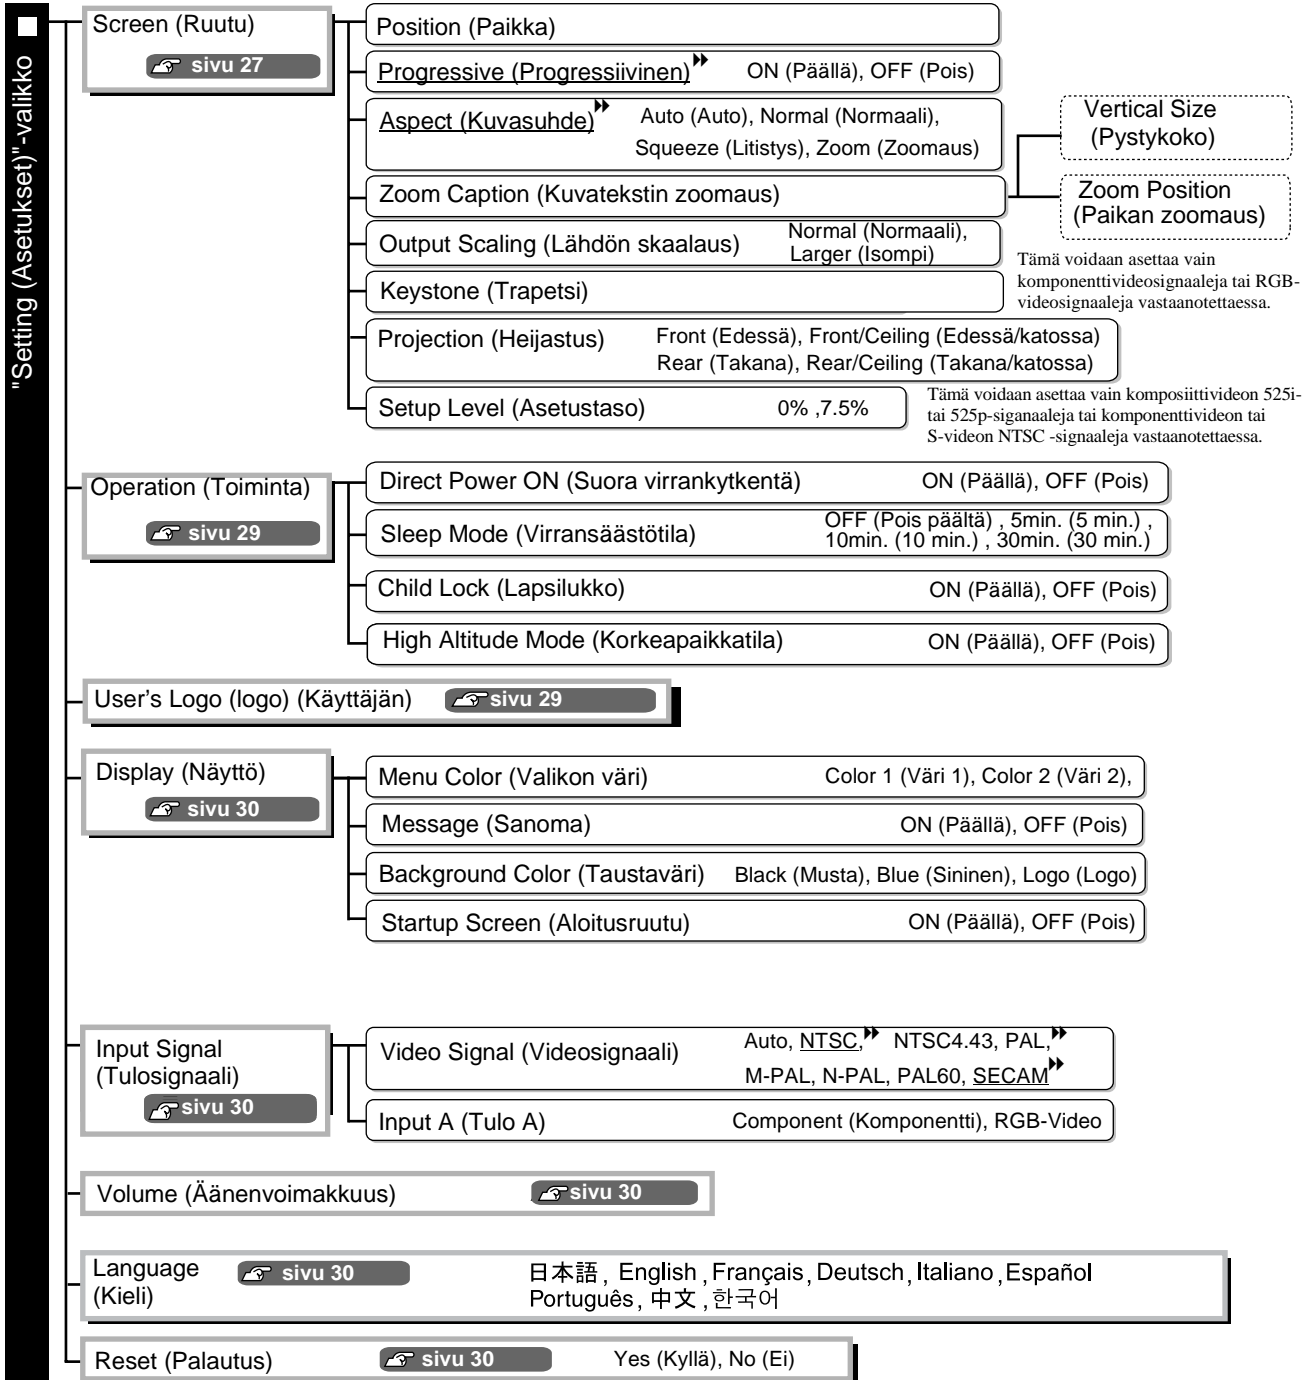 ■ "Setting (Asetukset)"-valikko
Screen (Ruutu)
sivu 27
Position (Paikka)
Progressive (Progressiivinen) ON (Päällä), OFF (Pois)
Aspect (Kuvasuhde) Auto (Auto), Normal (Normaali),
Squeeze (Litistys), Zoom (Zoomaus)
Zoom Caption (Kuvatekstin zoomaus)
Vertical Size
(Pystykoko)
Zoom Position
(Paikan zoomaus)
Output Scaling (Lähdön skaalaus) Normal (Normaali),
Larger (Isompi)
Tämä voidaan asettaa vain
komponenttivideosignaaleja tai RGB-
videosignaaleja vastaanotettaessa.
Keystone (Trapetsi)
Projection (Heijastus) Front (Edessä), Front/Ceiling (Edessä/katossa)
Rear (Takana), Rear/Ceiling (Takana/katossa)
Setup Level (Asetustaso) 0% ,7.5%
Tämä voidaan asettaa vain komposiittivideon 525i-
tai 525p-siganaaleja tai komponenttivideon tai
S-videon NTSC -signaaleja vastaanotettaessa.
Operation (Toiminta)
sivu 29
Direct Power ON (Suora virrankytkentä) ON (Päällä), OFF (Pois)
Sleep Mode (Virransäästötila) OFF (Pois päältä) , 5min. (5 min.) ,
10min. (10 min.) , 30min. (30 min.)
Child Lock (Lapsilukko) ON (Päällä), OFF (Pois)
High Altitude Mode (Korkeapaikkatila) ON (Päällä), OFF (Pois)
User's Logo (logo) (Käyttäjän) sivu 29
Display (Näyttö)
sivu 30
Menu Color (Valikon väri) Color 1 (Väri 1), Color 2 (Väri 2),
Message (Sanoma) ON (Päällä), OFF (Pois)
Background Color (Taustaväri) Black (Musta), Blue (Sininen), Logo (Logo)
Startup Screen (Aloitusruutu) ON (Päällä), OFF (Pois)
Input Signal
(Tulosignaali)
sivu 30
Video Signal (Videosignaali) Auto, NTSC, NTSC4.43, PAL,
M-PAL, N-PAL, PAL60, SECAM
Input A (Tulo A) Component (Komponentti), RGB-Video
Volume (Äänenvoimakkuus) sivu 30
Language
(Kieli)
sivu 30
日本語, English, Français, Deutsch, Italiano, Español
Português, 中文, 한국어
Reset (Palautus) sivu 30 Yes (Kyllä), No (Ei)